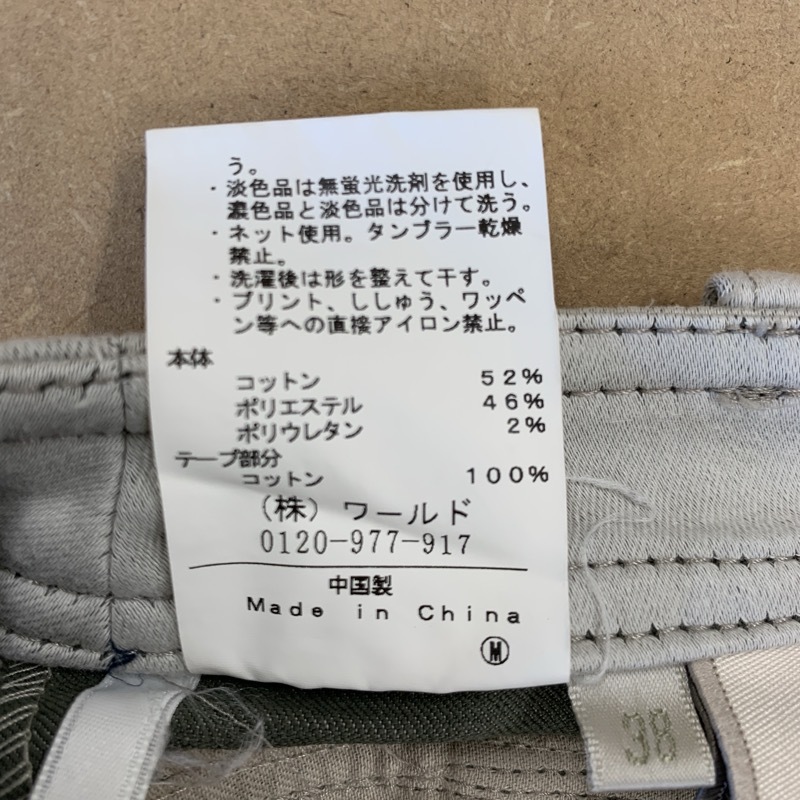 う。
・淡色品は無蛍光洗剤を使用し、
濃色品と淡色品は分けて洗う。
・ネット使用。タンブラー乾燥
禁止。
・洗濯後は形を整えて干す。
・プリント、ししゅう、ワッペ
ン等への直接アイロン禁止。
本体
コットン 52%
ポリエステル 46%
ポリウレタン 2%
テープ部分
コットン 100%
(株) ワールド
0120-977-917
中国製
Made in China
Ⓜ
38